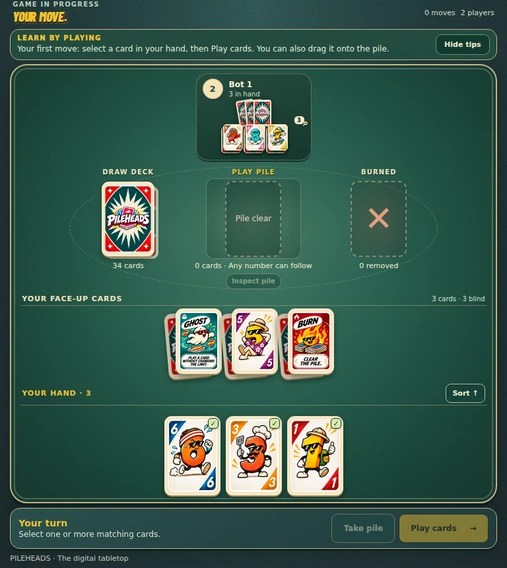 GAME IN PROGRESS
YOUR MOVE.
0 moves 2 players
LEARN BY PLAYING
Your first move: select a card in your hand, then Play cards. You can also drag it onto the pile.
Hide tips
2
Bot 1
3 in hand
3
DRAW DECK
PLAY PILE
BURNED
PILEHEADS
Pile clear
34 cards
0 cards · Any number can follow
0 removed
Inspect pile
YOUR FACE-UP CARDS
3 cards · 3 blind
GHOST
PLAY A CARD
WITHOUT CHANGING
THE LIMIT.
5
5
BURN
CLEAR
THE PILE.
YOUR HAND · 3
Sort ↑
6
9
3
3
1
1
Your turn
Select one or more matching cards.
Take pile
Play cards →
PILEHEADS · The digital tabletop